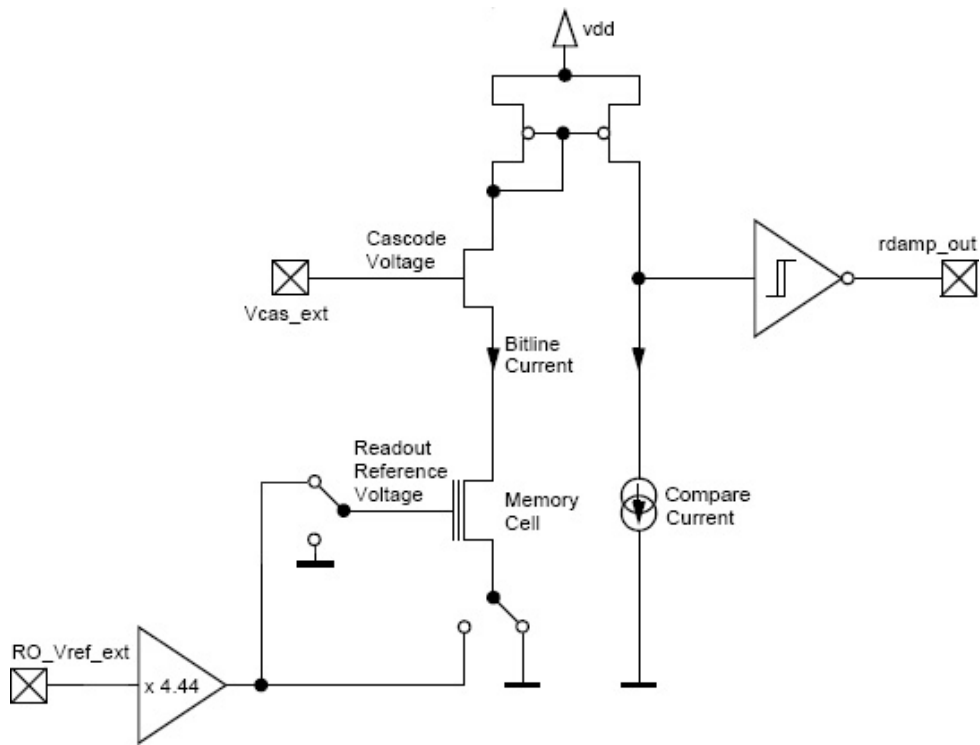 vdd
Cascode
Voltage
rdamp_out
Vcas_ext
Bitline
Current
Readout
Reference
Voltage
Memory
Cell
Compare
Current
RO_Vref_ext
x 4.44